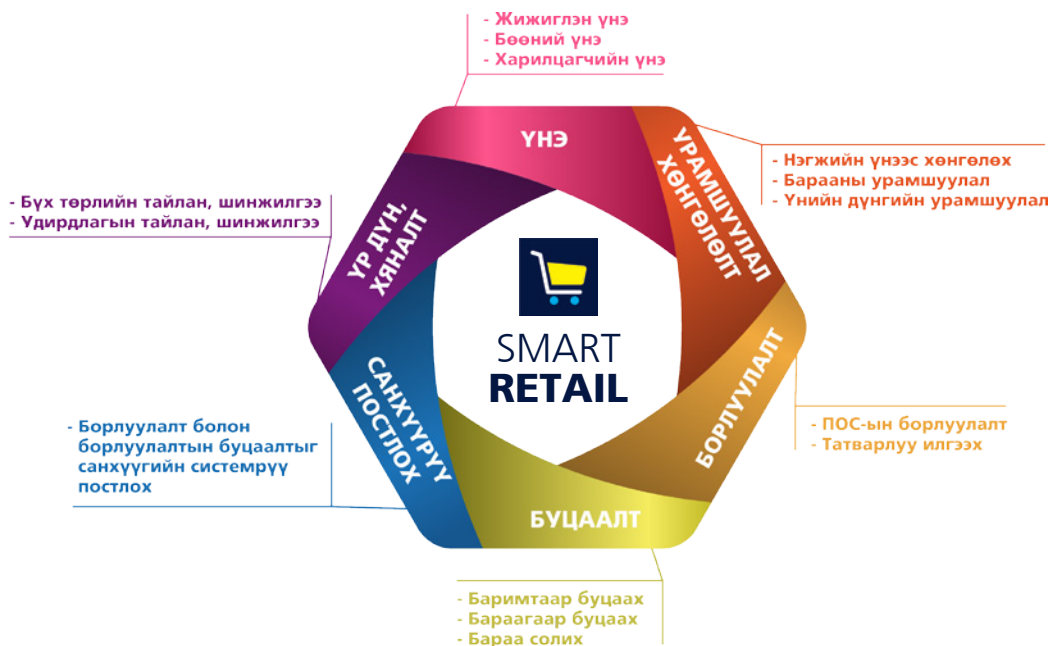 - Жижиглэн үнэ
- Бөөний үнэ
- Харилцагчийн үнэ
ҮНЭ
УРАМШУУЛАЛ
ХӨНГӨЛӨЛТ
- Нэгжийн үнээс хөнгөлөх
- Барааны урамшуулал
- Үнийн дүнгийн урамшуулал
- Бүх төрлийн тайлан, шинжилгээ
- Удирдлагын тайлан, шинжилгээ
ҮР ДҮН,
ХЯНАЛТ
SMART
RETAIL
БОРЛУУЛАЛТ
- ПОС-ын борлуулалт
- Татварлуу илгээх
САНХҮҮРҮҮ
ПОСТЛОХ
- Борлуулалт болон
борлуулалтын буцаалтыг
санхүүгийн системрүү
постлох
БУЦААЛТ
- Баримтаар буцаах
- Бараагаар буцаах
- Бараа солих